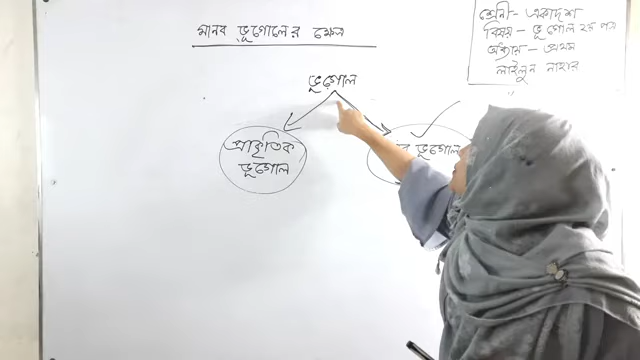 মানব ভূগোলের ক্ষেত্র
শ্রেণী - একাদশ
বিষয় - ভূগোল ২য় পত্র
অধ্যায় - প্রথম
লাইলুন নাহার
ভূগোল
প্রাকৃতিক
ভূগোল
ভূগোল